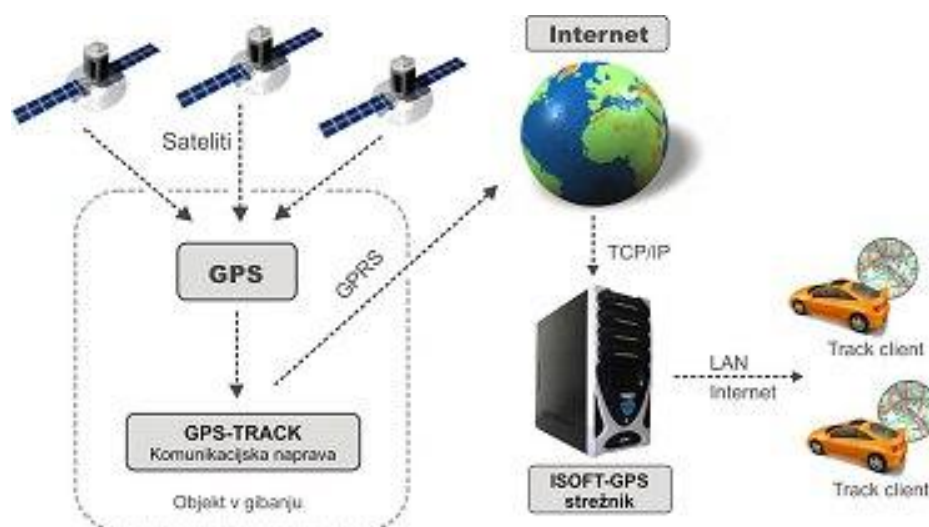 Internet
Sateliti
GPS
GPRS
TCP/IP
GPS-TRACK
Komunikacijska naprava
Objekt v gibanju
ISOFT-GPS
strežnik
LAN
Internet
Track client
Track client